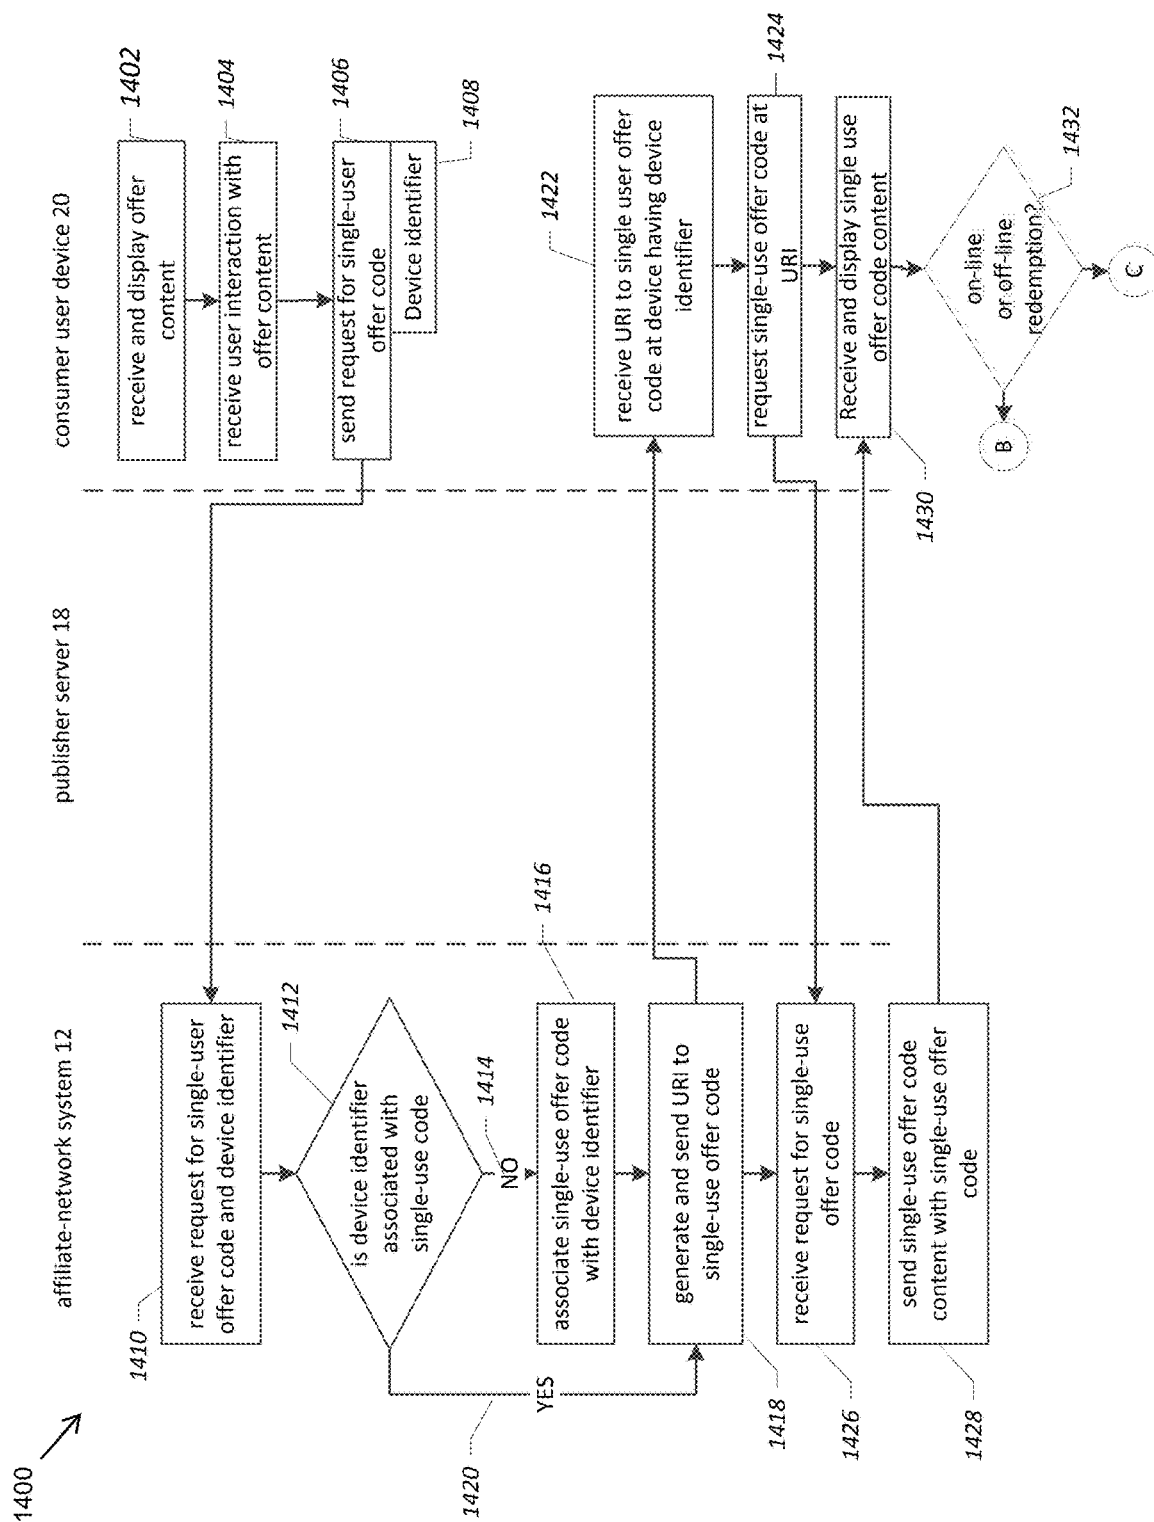 1400
affiliate-network system 12
publisher server 18
consumer user device 20
receive and display offer
content
1402
receive user interaction with
offer content
1404
send request for single-user
offer code
1406
Device identifier
1408
receive request for single-user
offer code and device identifier
1410
is device identifier
associated with
single-use code
1412
NO
1414
YES
1420
associate single-use offer code
with device identifier
1416
generate and send URI to
single-use offer code
1418
receive URI to single user offer
code at device having device
identifier
1422
request single-use offer code at
URI
1424
receive request for single-use
offer code
1426
send single-use offer code
content with single-use offer
code
1428
Receive and display single use
offer code content
1430
on-line
or off-line
redemption?
1432
B
C